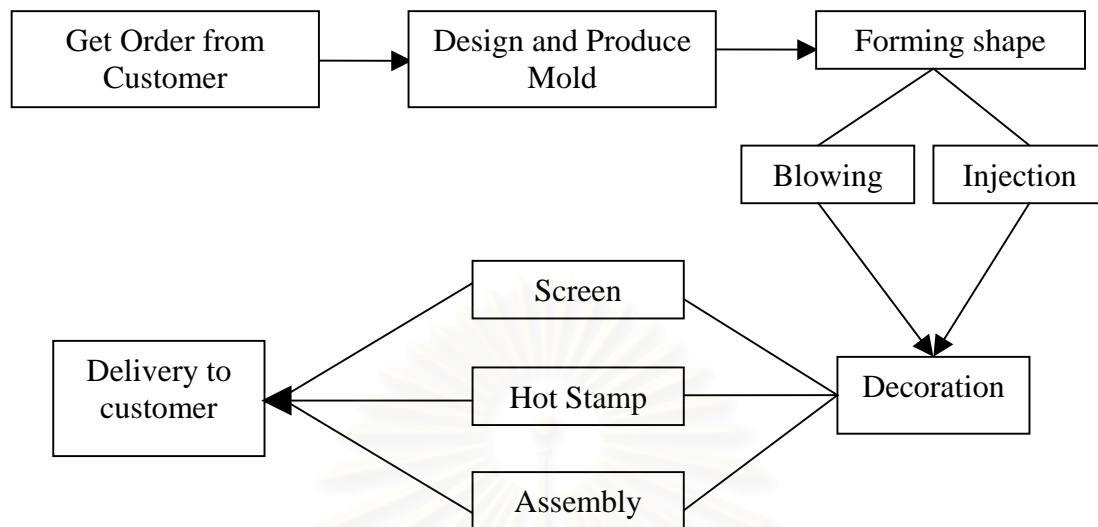 Get Order from
Customer
Design and Produce
Mold
Forming shape
Blowing
Injection
Screen
Delivery to
customer
Hot Stamp
Decoration
Assembly